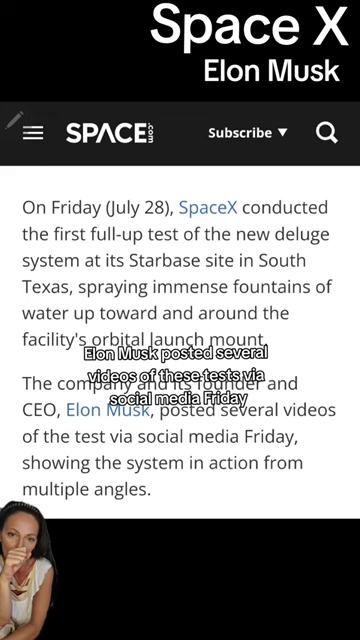 Space X
Elon Musk
SPACE.com
Subscribe
On Friday (July 28), SpaceX conducted
the first full-up test of the new deluge
system at its Starbase site in South
Texas, spraying immense fountains of
water up toward and around the
facility's orbital launch mount.
Elon Musk posted several
videos of these tests via
social media Friday
The company and its founder and
CEO, Elon Musk, posted several videos
of the test via social media Friday,
showing the system in action from
multiple angles.